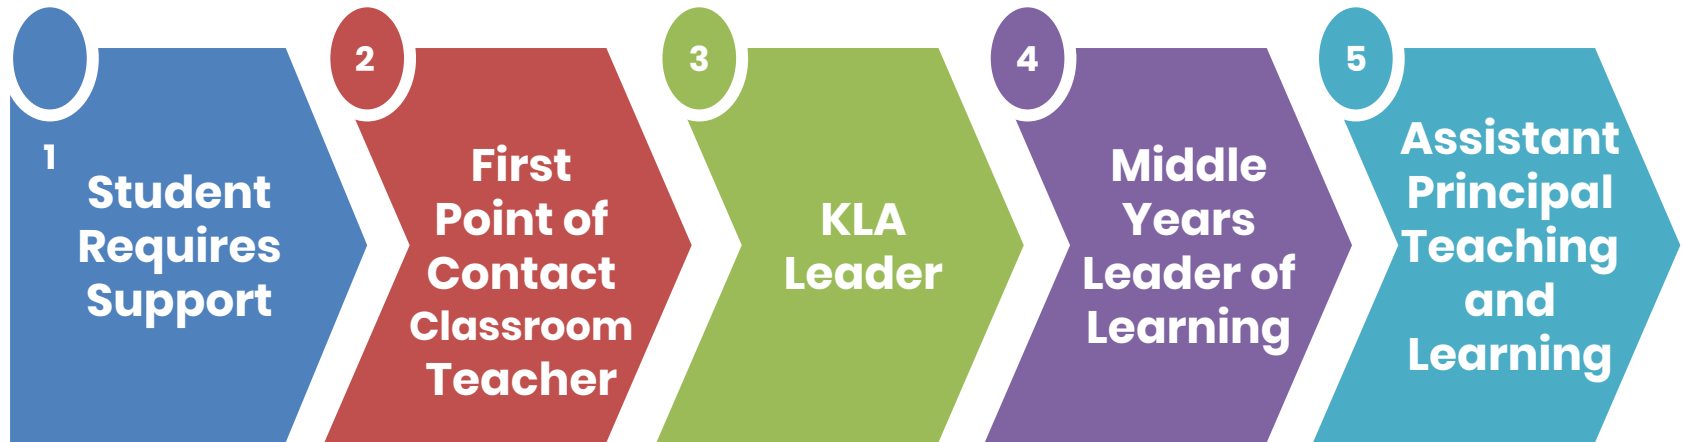 1
Student
Requires
Support
2
First
Point of
Contact
Classroom
Teacher
3
KLA
Leader
4
Middle
Years
Leader of
Learning
5
Assistant
Principal
Teaching
and
Learning